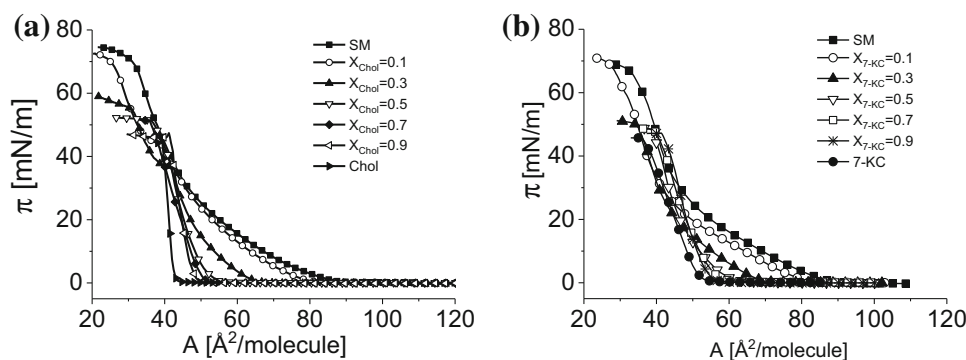 (a)
80
60
40
20
0
π [mN/m]
20 40 60 80 100 120
A [Å²/molecule]
SM
X_Chol=0.1
X_Chol=0.3
X_Chol=0.5
X_Chol=0.7
X_Chol=0.9
Chol
(b)
80
60
40
20
0
π [mN/m]
20 40 60 80 100 120
A [Å²/molecule]
SM
X_7-KC=0.1
X_7-KC=0.3
X_7-KC=0.5
X_7-KC=0.7
X_7-KC=0.9
7-KC